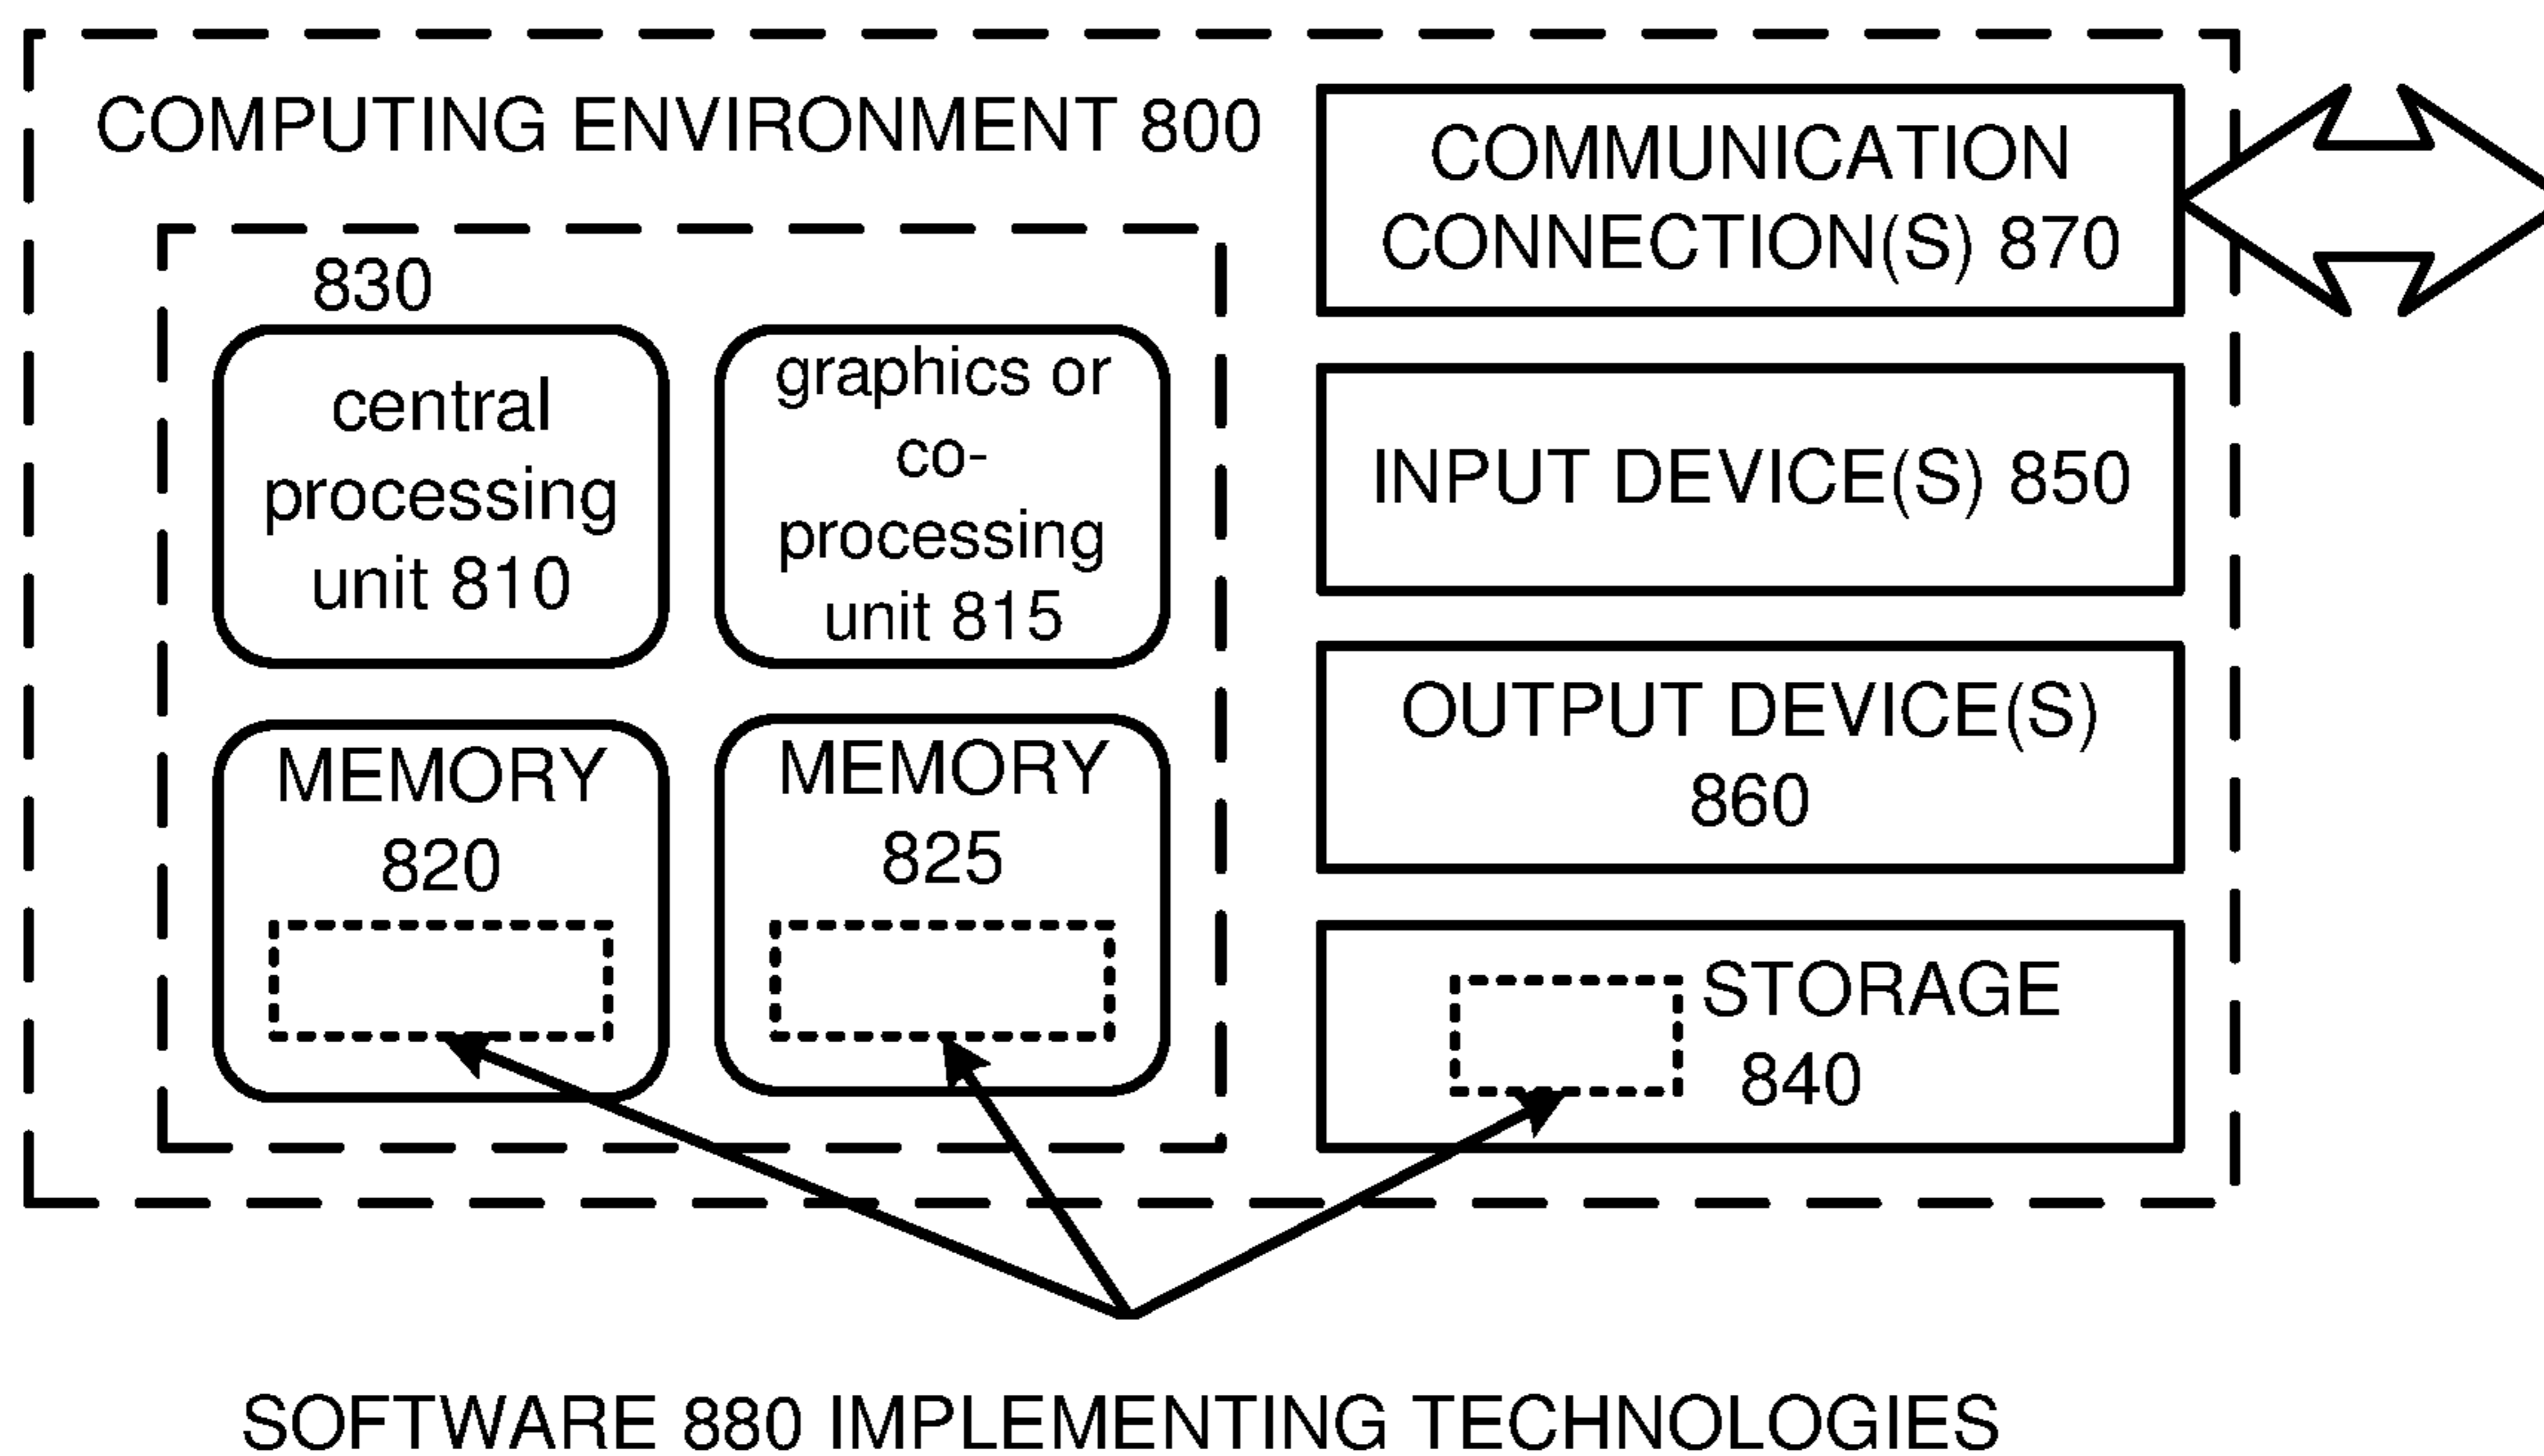 COMPUTING ENVIRONMENT 800
830
central
processing
unit 810
graphics or
co-
processing
unit 815
MEMORY
820
MEMORY
825
COMMUNICATION
CONNECTION(S) 870
INPUT DEVICE(S) 850
OUTPUT DEVICE(S)
860
STORAGE
840
SOFTWARE 880 IMPLEMENTING TECHNOLOGIES